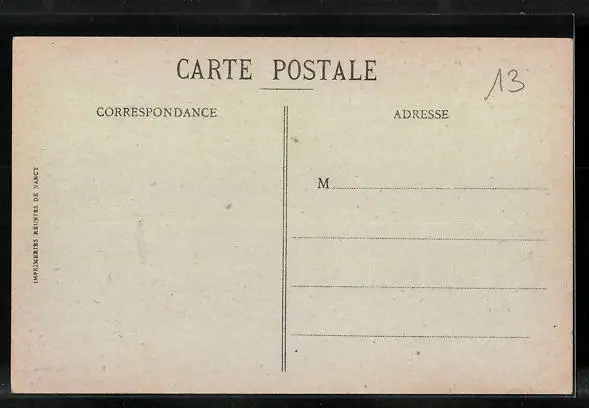 CARTE POSTALE
13
CORRESPONDANCE
ADRESSE
M
IMPRIMERIES RÉUNIES DE NANCY